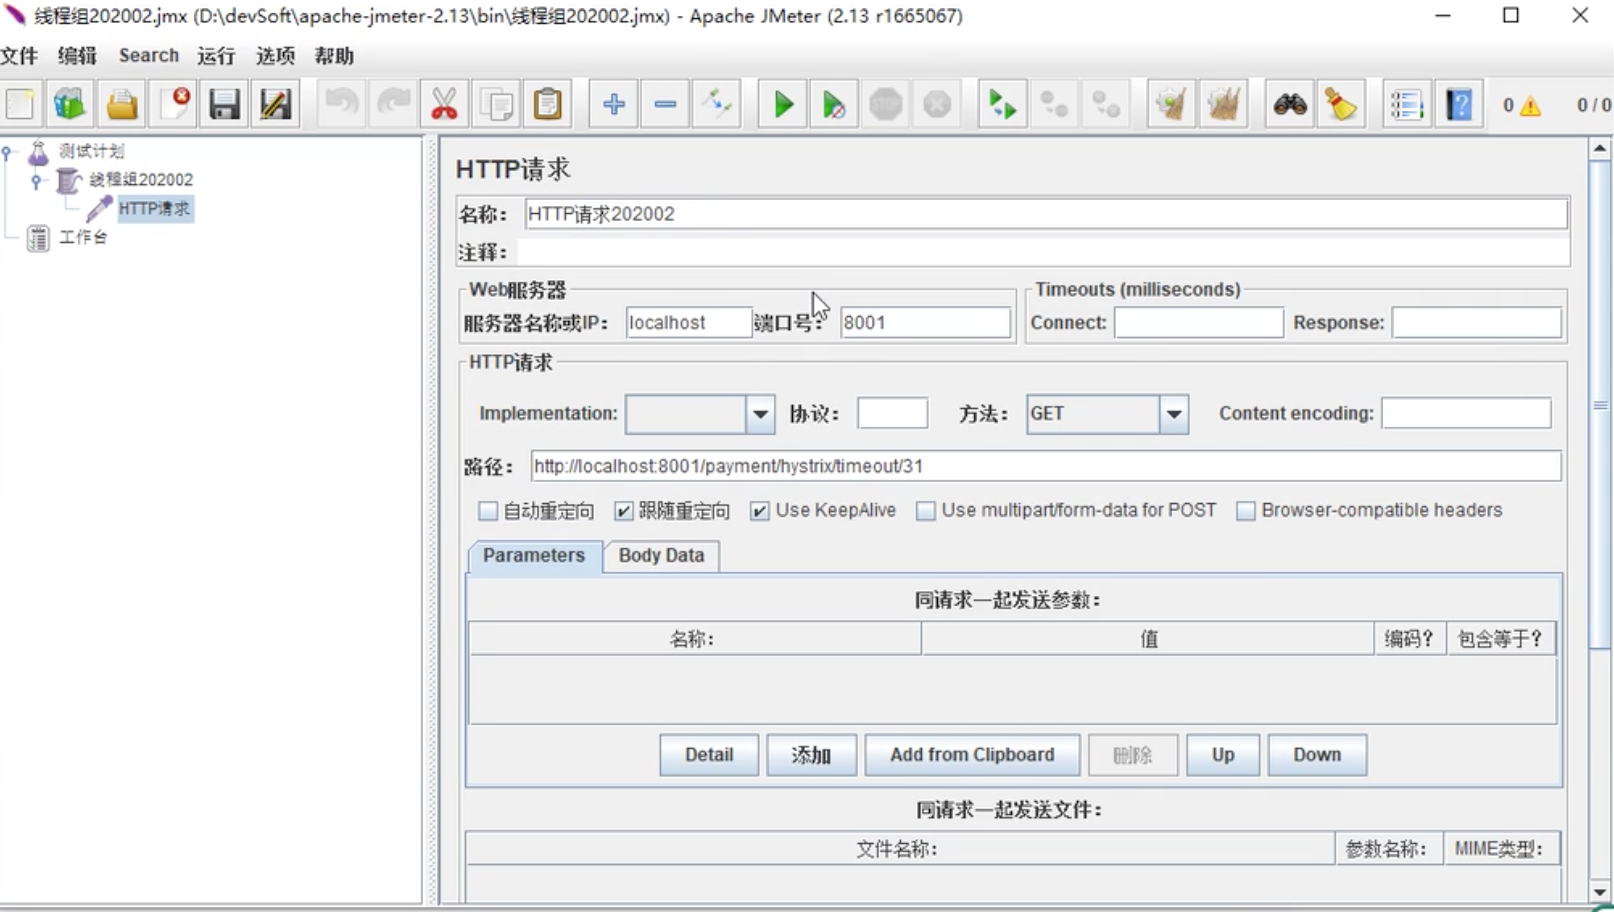 线程组202002.jmx (D:\devSoft\apache-jmeter-2.13\bin\线程组202002.jmx) - Apache JMeter (2.13 r1665067)
文件 编辑 Search 运行 选项 帮助
STOP ? 0 0 / 0
测试计划
线程组202002
HTTP请求
工作台
HTTP请求
名称： HTTP请求202002
注释：
Web服务器 Timeouts (milliseconds)
服务器名称或IP： localhost 端口号： 8001 Connect: Response:
HTTP请求
Implementation: 协议： 方法： GET Content encoding:
路径： http://localhost:8001/payment/hystrix/timeout/31
自动重定向 跟随重定向 Use KeepAlive Use multipart/form-data for POST Browser-compatible headers
Parameters Body Data
同请求一起发送参数：
名称： 值 编码？ 包含等于？
Detail 添加 Add from Clipboard 删除 Up Down
同请求一起发送文件：
文件名称： 参数名称： MIME类型：